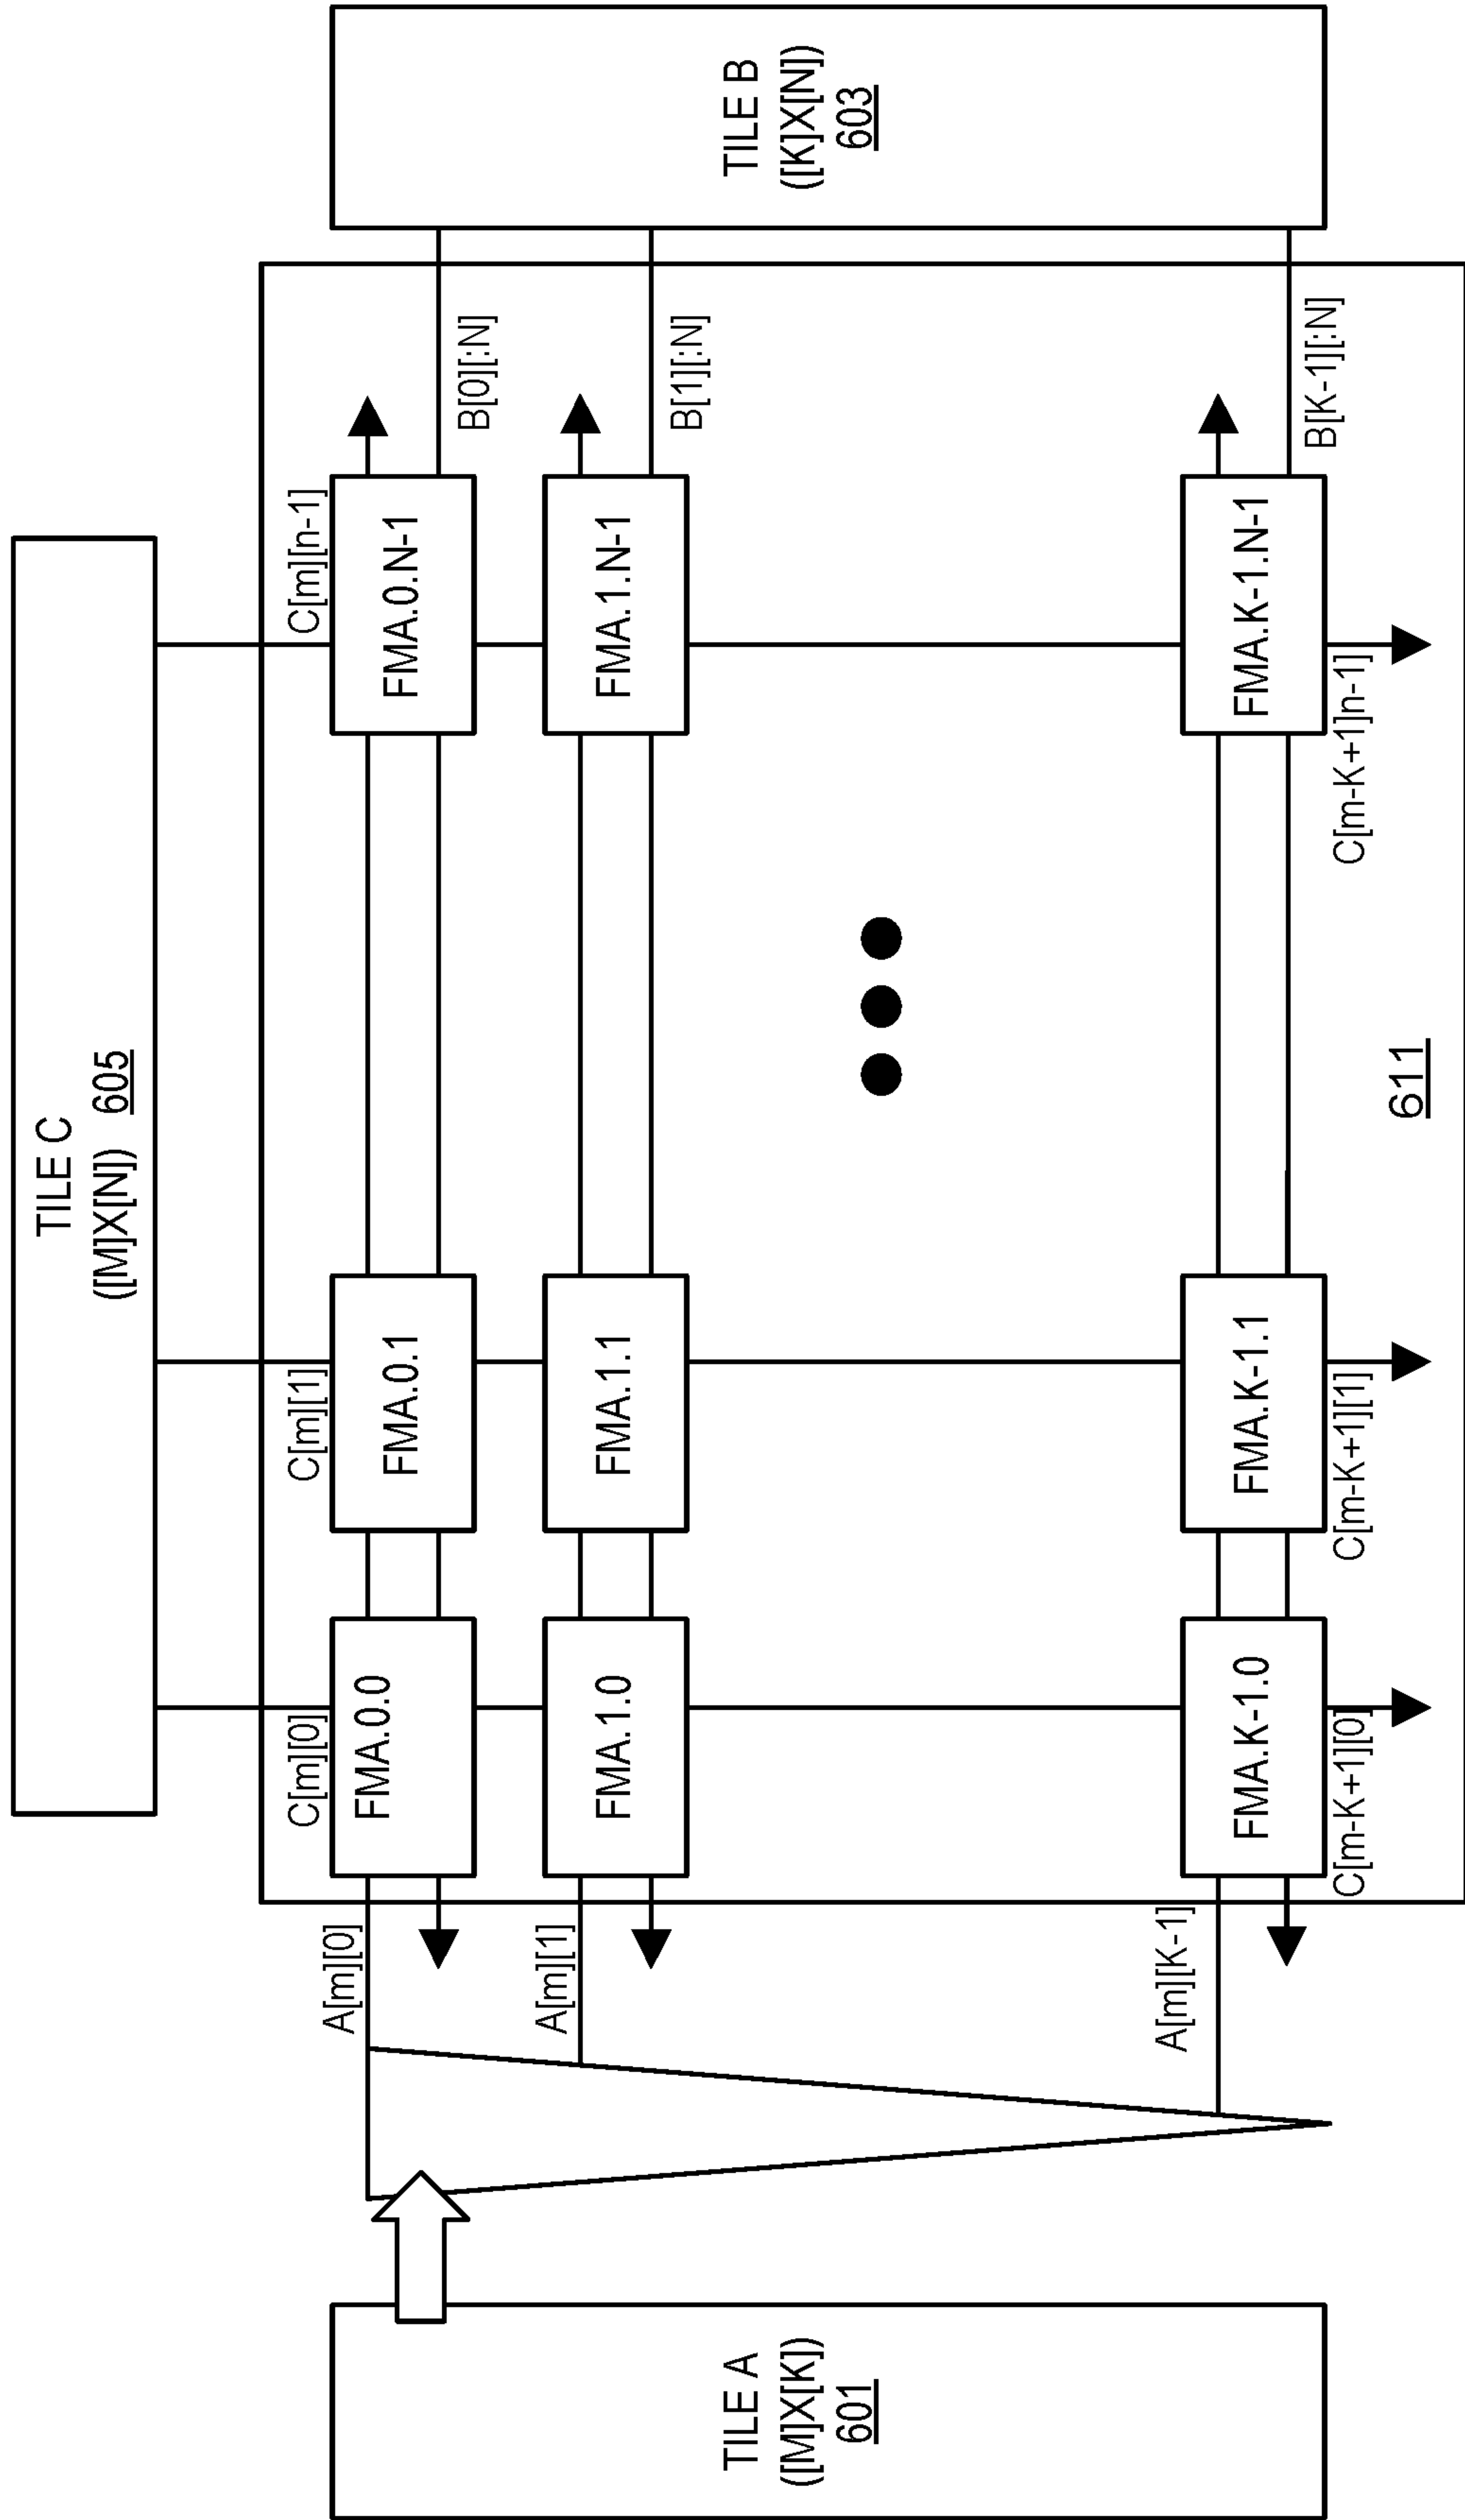 TILE C
([M]X[N]) 605
TILE A
([M]X[K])
601
TILE B
([K]X[N])
603
C[m][0]
C[m][1]
C[m][n-1]
A[m][0]
FMA.0.0
FMA.0.1
FMA.0.N-1
B[0][:N]
A[m][1]
FMA.1.0
FMA.1.1
FMA.1.N-1
B[1][:N]
A[m][K-1]
FMA.K-1.0
FMA.K-1.1
FMA.K-1.N-1
B[K-1][:N]
C[m-K+1][0]
C[m-K+1][1]
C[m-K+1]n-1]
611